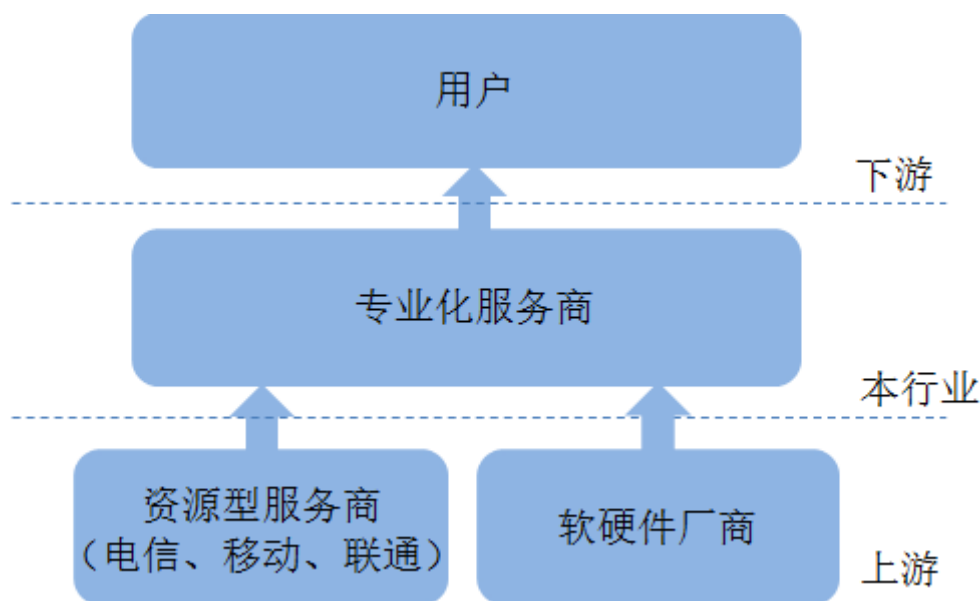 用户
下游
专业化服务商
本行业
资源型服务商
（电信、移动、联通）
软硬件厂商
上游